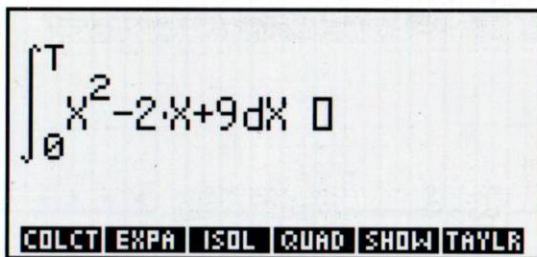 ∫₀ᵀ X²-2·X+9dX ▯
COLCT EXPA ISOL QUAD SHOW TAYLR